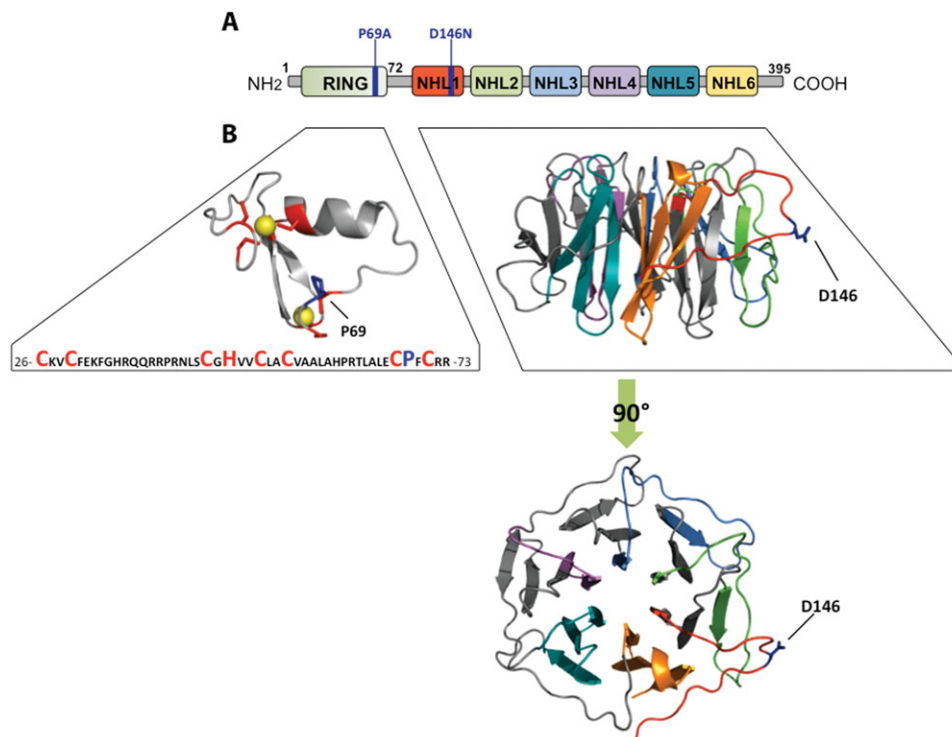 A
P69A D146N
1 72 395
NH2 RING NHL1 NHL2 NHL3 NHL4 NHL5 NHL6 COOH
B
P69
D146
26- CKVCFEKFGHRQQRRPRNLSCGHVVCLACVAALAHPRTLALECPFCRR -73
90°
D146